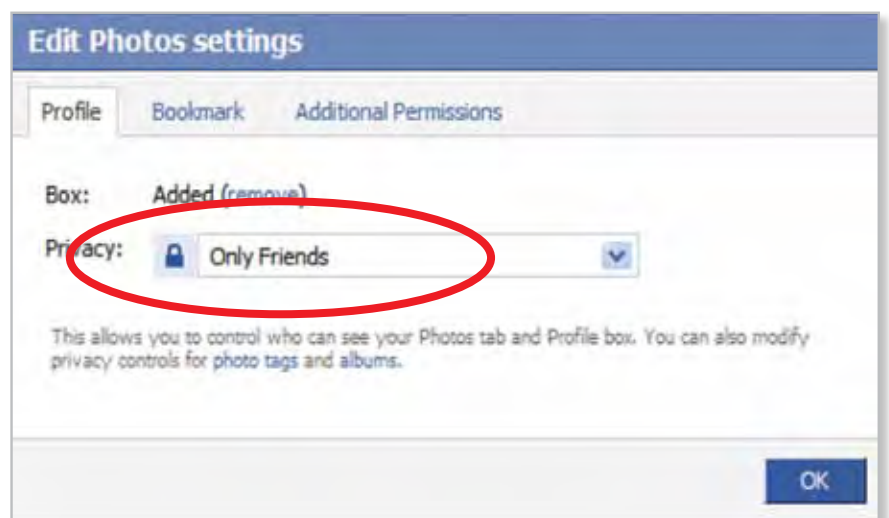 Edit Photos settings
Profile Bookmark Additional Permissions
Box: Added (remove)
Privacy: Only Friends
This allows you to control who can see your Photos tab and Profile box. You can also modify
privacy controls for photo tags and albums.
OK